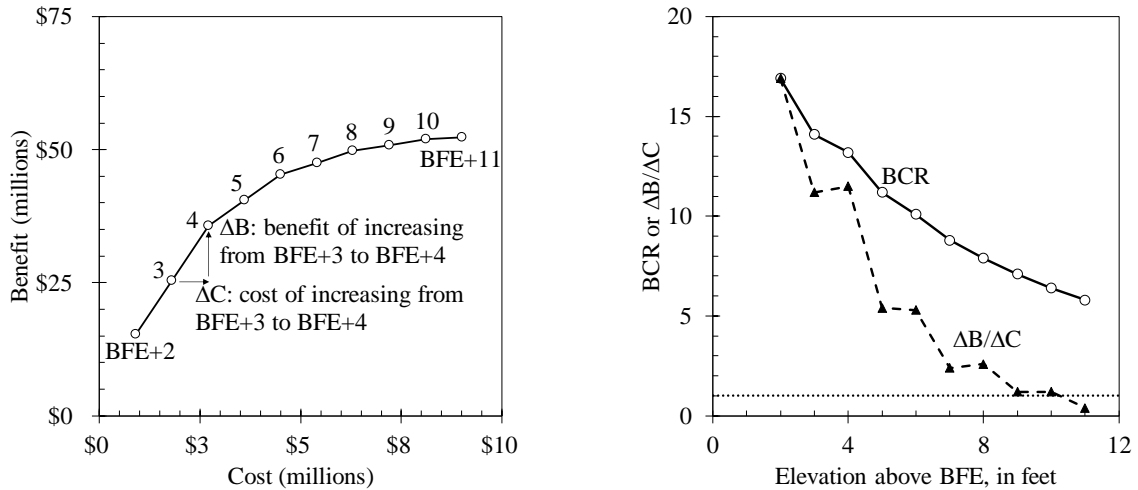 $75
$50
$25
$0
Benefit (millions)
BFE+2
3
4
5
6
7
8
9
10
BFE+11
ΔB: benefit of increasing
from BFE+3 to BFE+4
ΔC: cost of increasing from
BFE+3 to BFE+4
$0
$3
$5
$8
$10
Cost (millions)
20
15
10
5
0
BCR or ΔB/ΔC
BCR
ΔB/ΔC
0
4
8
12
Elevation above BFE, in feet